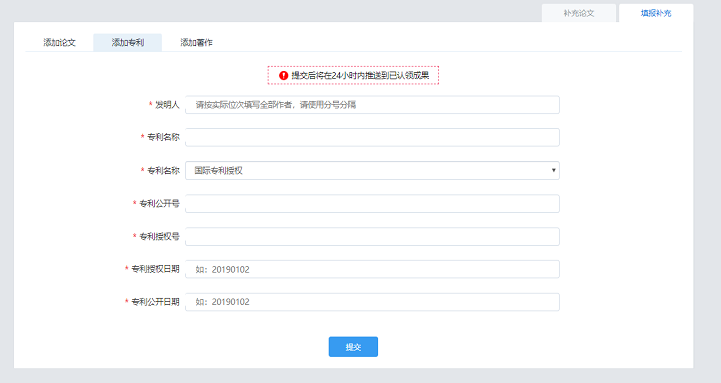 补充论文 填报补充
添加论文 添加专利 添加著作
提交后将在24小时内推送到已认领成果
* 发明人 请按实际位次填写全部作者，请使用分号分隔
* 专利名称
* 专利名称 国际专利授权
* 专利公开号
* 专利授权号
* 专利授权日期 如：20190102
* 专利公开日期 如：20190102
提交